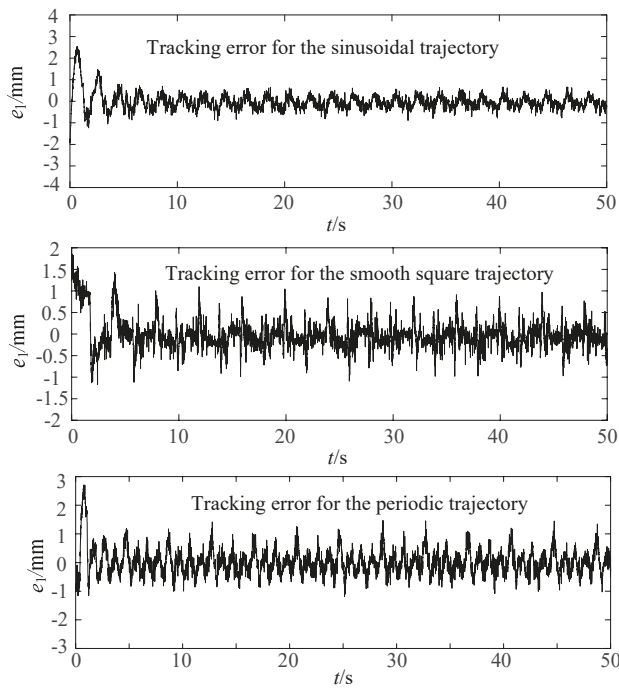 4
3
Tracking error for the sinusoidal trajectory
2
1
0
-1
-2
-3
-4
e₁/mm
0 10 20 30 40 50
t/s
2
1.5
Tracking error for the smooth square trajectory
1
0.5
0
-0.5
-1
-1.5
-2
e₁/mm
0 10 20 30 40 50
t/s
3
2
Tracking error for the periodic trajectory
1
0
-1
-2
-3
e₁/mm
0 10 20 30 40 50
t/s